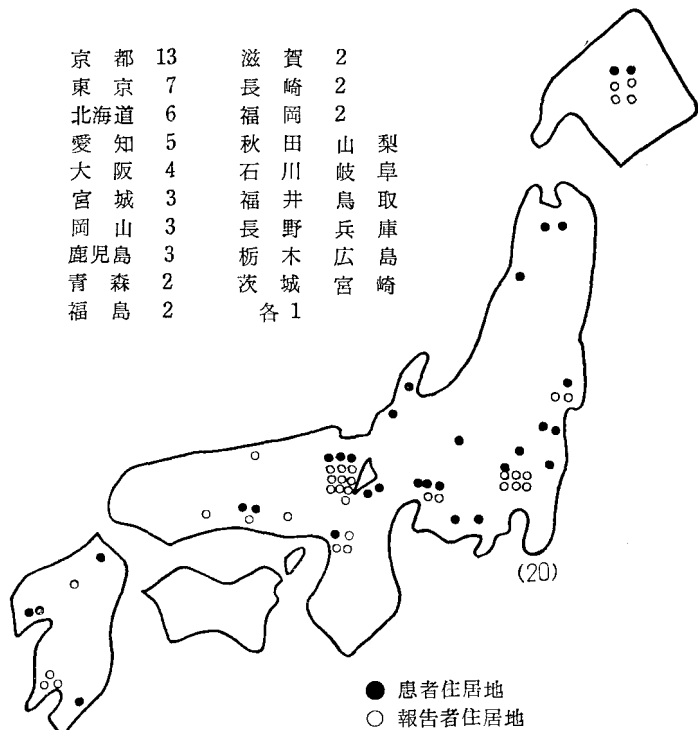 京都 13
東京 7
北海道 6
愛知 5
大阪 4
宮城 3
岡山 3
鹿児島 3
青森 2
福島 2
滋賀 2
長崎 2
福岡 2
秋田 山梨
石川 岐阜
福井 鳥取
長野 兵庫
栃木 広島
茨城 宮崎
各 1
(20)
● 患者住居地
○ 報告者住居地